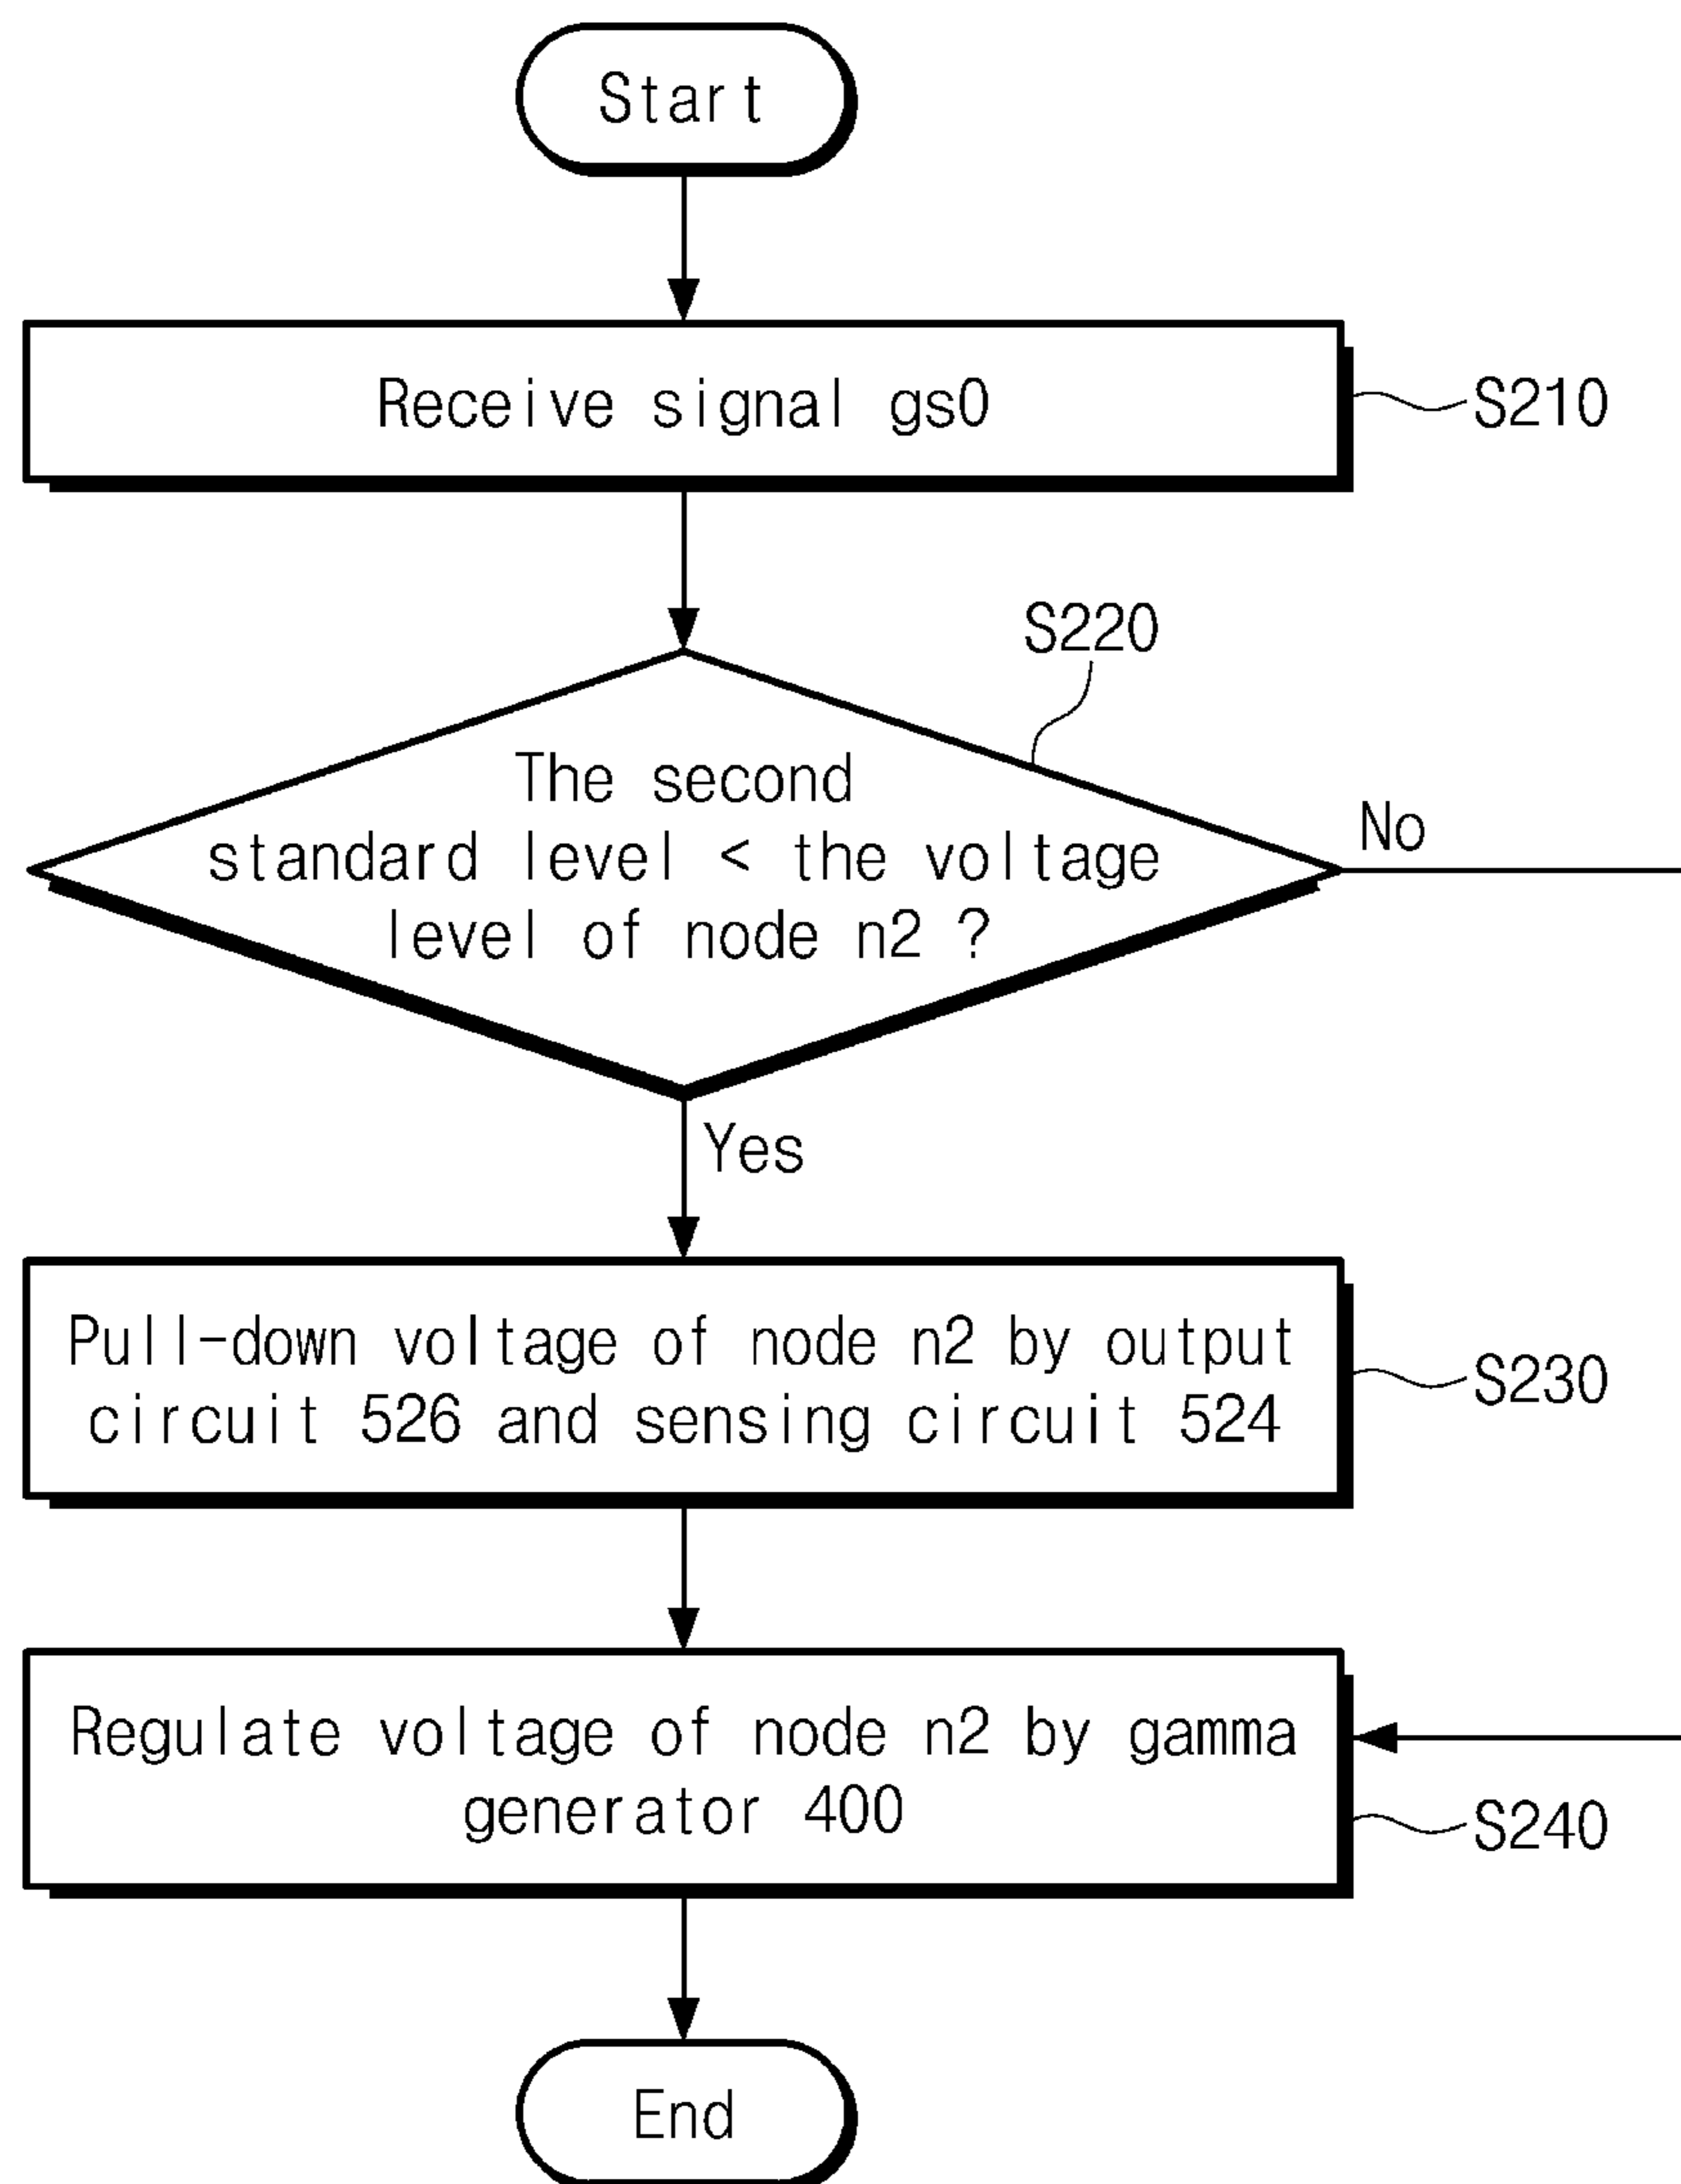 Start
Receive signal gs0
S210
S220
The second
standard level < the voltage
level of node n2 ?
No
Yes
Pull-down voltage of node n2 by output
circuit 526 and sensing circuit 524
S230
Regulate voltage of node n2 by gamma
generator 400
S240
End